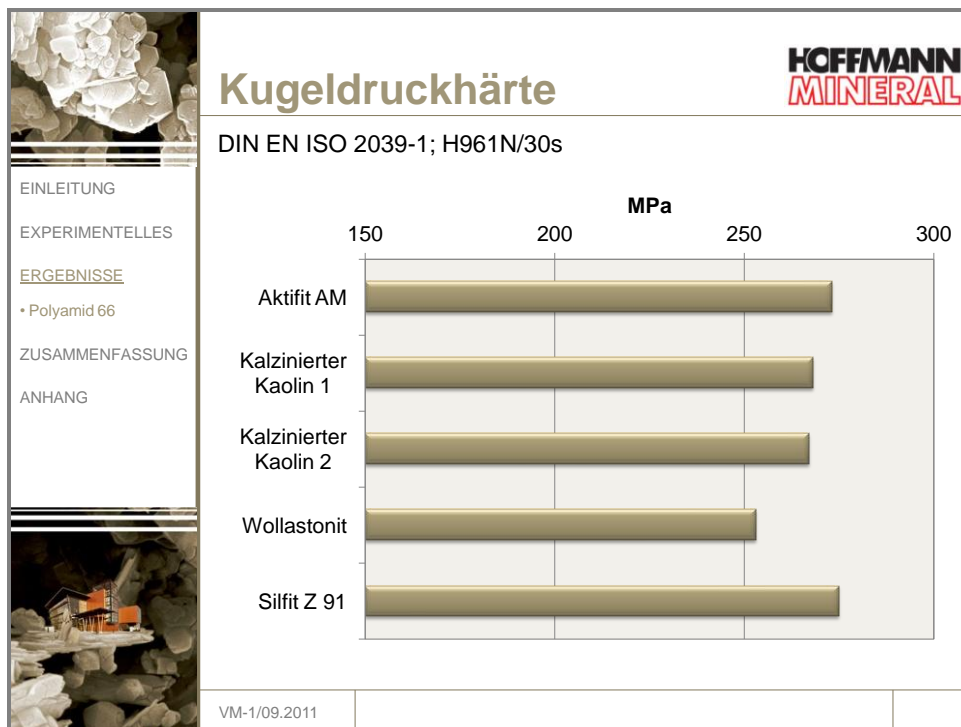 Kugeldruckhärte
HOFFMANN
MINERAL
DIN EN ISO 2039-1; H961N/30s
EINLEITUNG
EXPERIMENTELLES
ERGEBNISSE
• Polyamid 66
ZUSAMMENFASSUNG
ANHANG
MPa
150 200 250 300
Aktifit AM
Kalzinierter
Kaolin 1
Kalzinierter
Kaolin 2
Wollastonit
Silfit Z 91
VM-1/09.2011